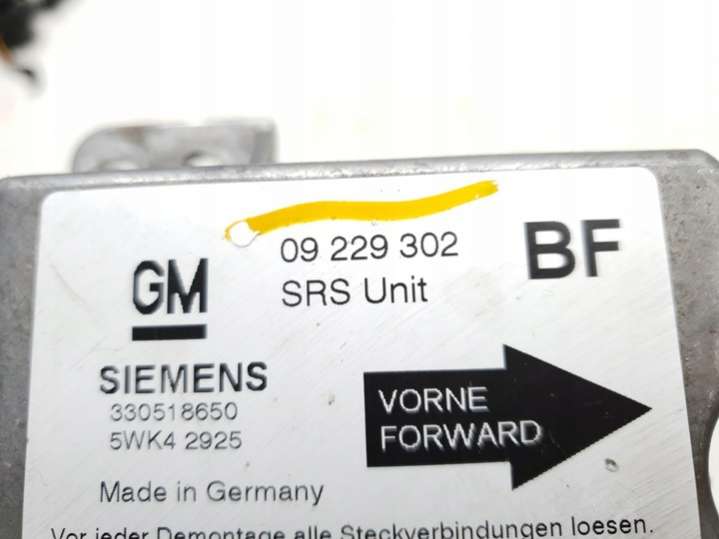 09 229 302
BF
SRS Unit
GM
SIEMENS
330518650
5WK4 2925
VORNE
FORWARD
Made in Germany
Vor jeder Demontage alle Steckverbindungen loesen.